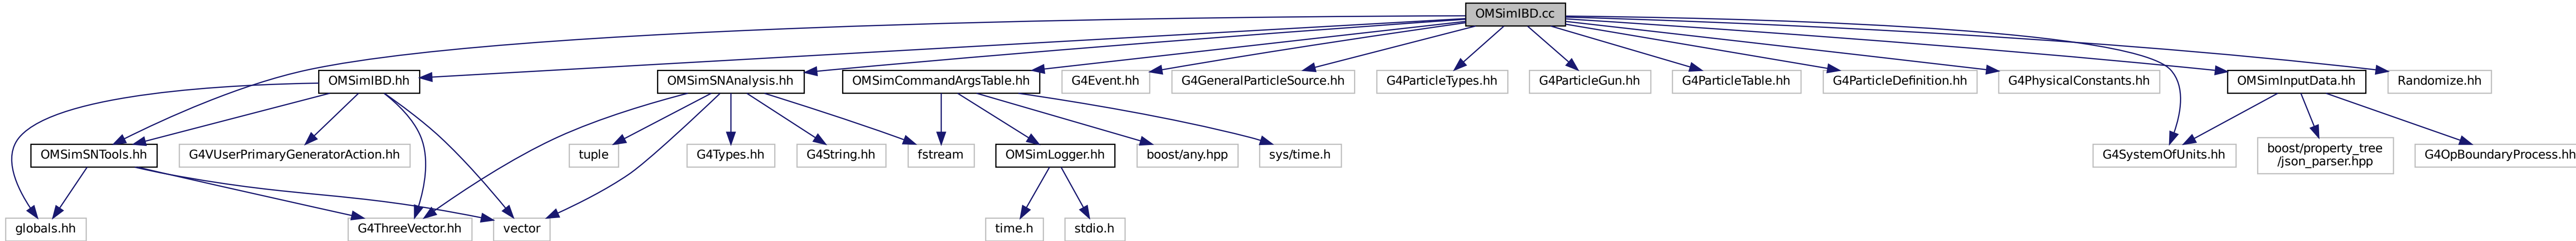 OMSimIBD.cc
OMSimIBD.hh
OMSimSNAnalysis.hh
OMSimCommandArgsTable.hh
G4Event.hh
G4GeneralParticleSource.hh
G4ParticleTypes.hh
G4ParticleGun.hh
G4ParticleTable.hh
G4ParticleDefinition.hh
G4PhysicalConstants.hh
OMSimInputData.hh
Randomize.hh
OMSimSNTools.hh
G4VUserPrimaryGeneratorAction.hh
tuple
G4Types.hh
G4String.hh
fstream
OMSimLogger.hh
boost/any.hpp
sys/time.h
G4SystemOfUnits.hh
boost/property_tree
/json_parser.hpp
G4OpBoundaryProcess.hh
globals.hh
G4ThreeVector.hh
vector
time.h
stdio.h